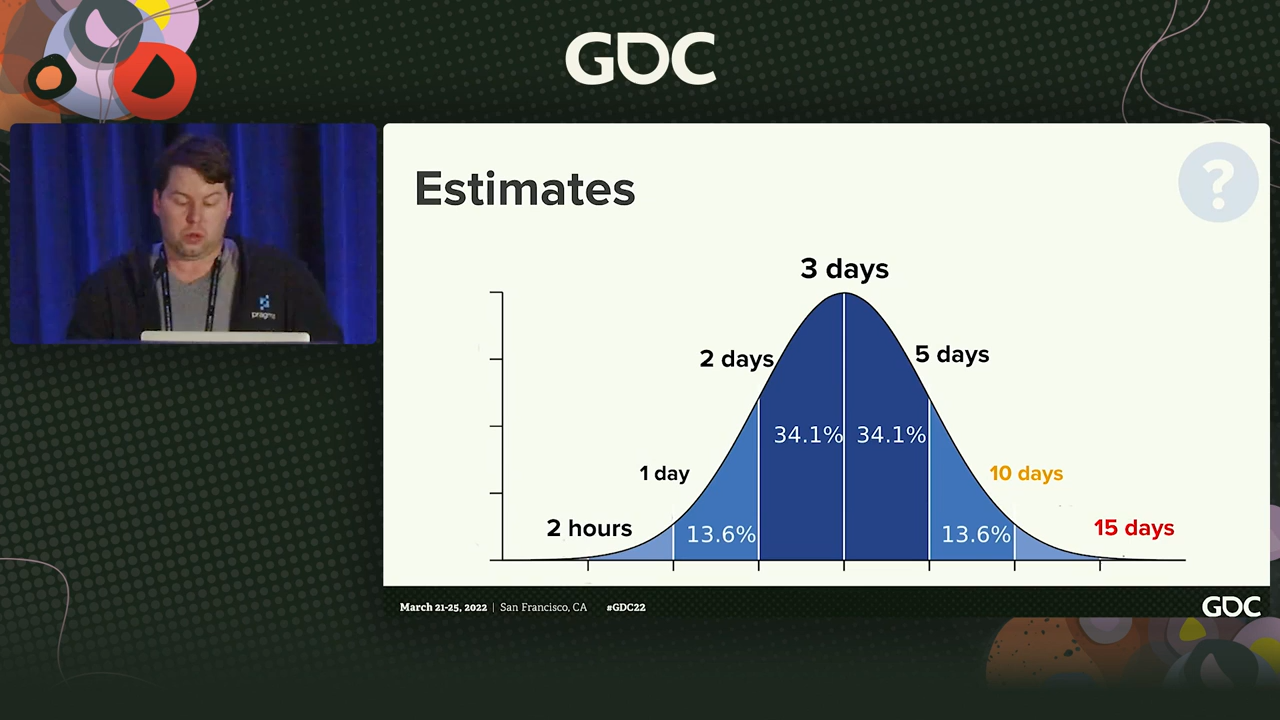 GDC
Estimates
?
3 days
2 days
5 days
34.1%
34.1%
1 day
10 days
2 hours
13.6%
13.6%
15 days
pragma
March 21-25, 2022 | San Francisco, CA #GDC22
GDC